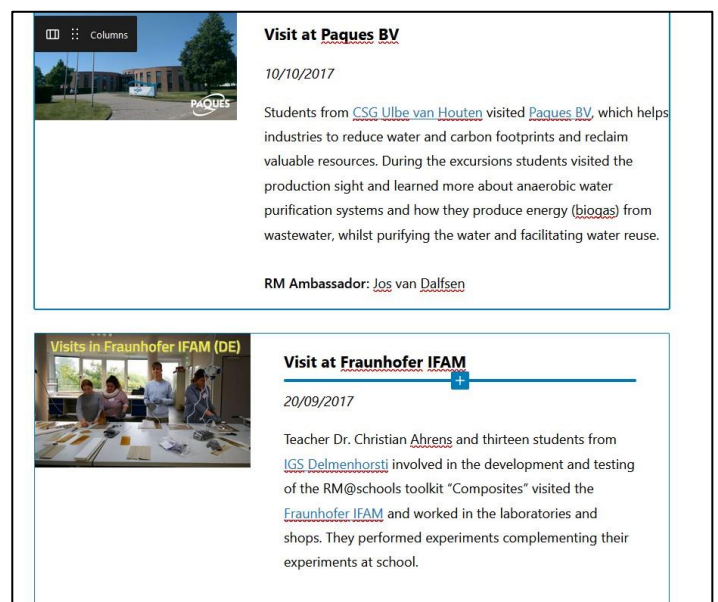 Columns
PAQUES
Visit at Paques BV
10/10/2017
Students from CSG Ulbe van Houten visited Paques BV, which helps
industries to reduce water and carbon footprints and reclaim
valuable resources. During the excursions students visited the
production sight and learned more about anaerobic water
purification systems and how they produce energy (biogas) from
wastewater, whilst purifying the water and facilitating water reuse.
RM Ambassador: Jos van Dalfsen
Visits in Fraunhofer IFAM (DE)
Visit at Fraunhofer IFAM
20/09/2017
Teacher Dr. Christian Ahrens and thirteen students from
IGS Delmenhorsti involved in the development and testing
of the RM@schools toolkit “Composites” visited the
Fraunhofer IFAM and worked in the laboratories and
shops. They performed experiments complementing their
experiments at school.